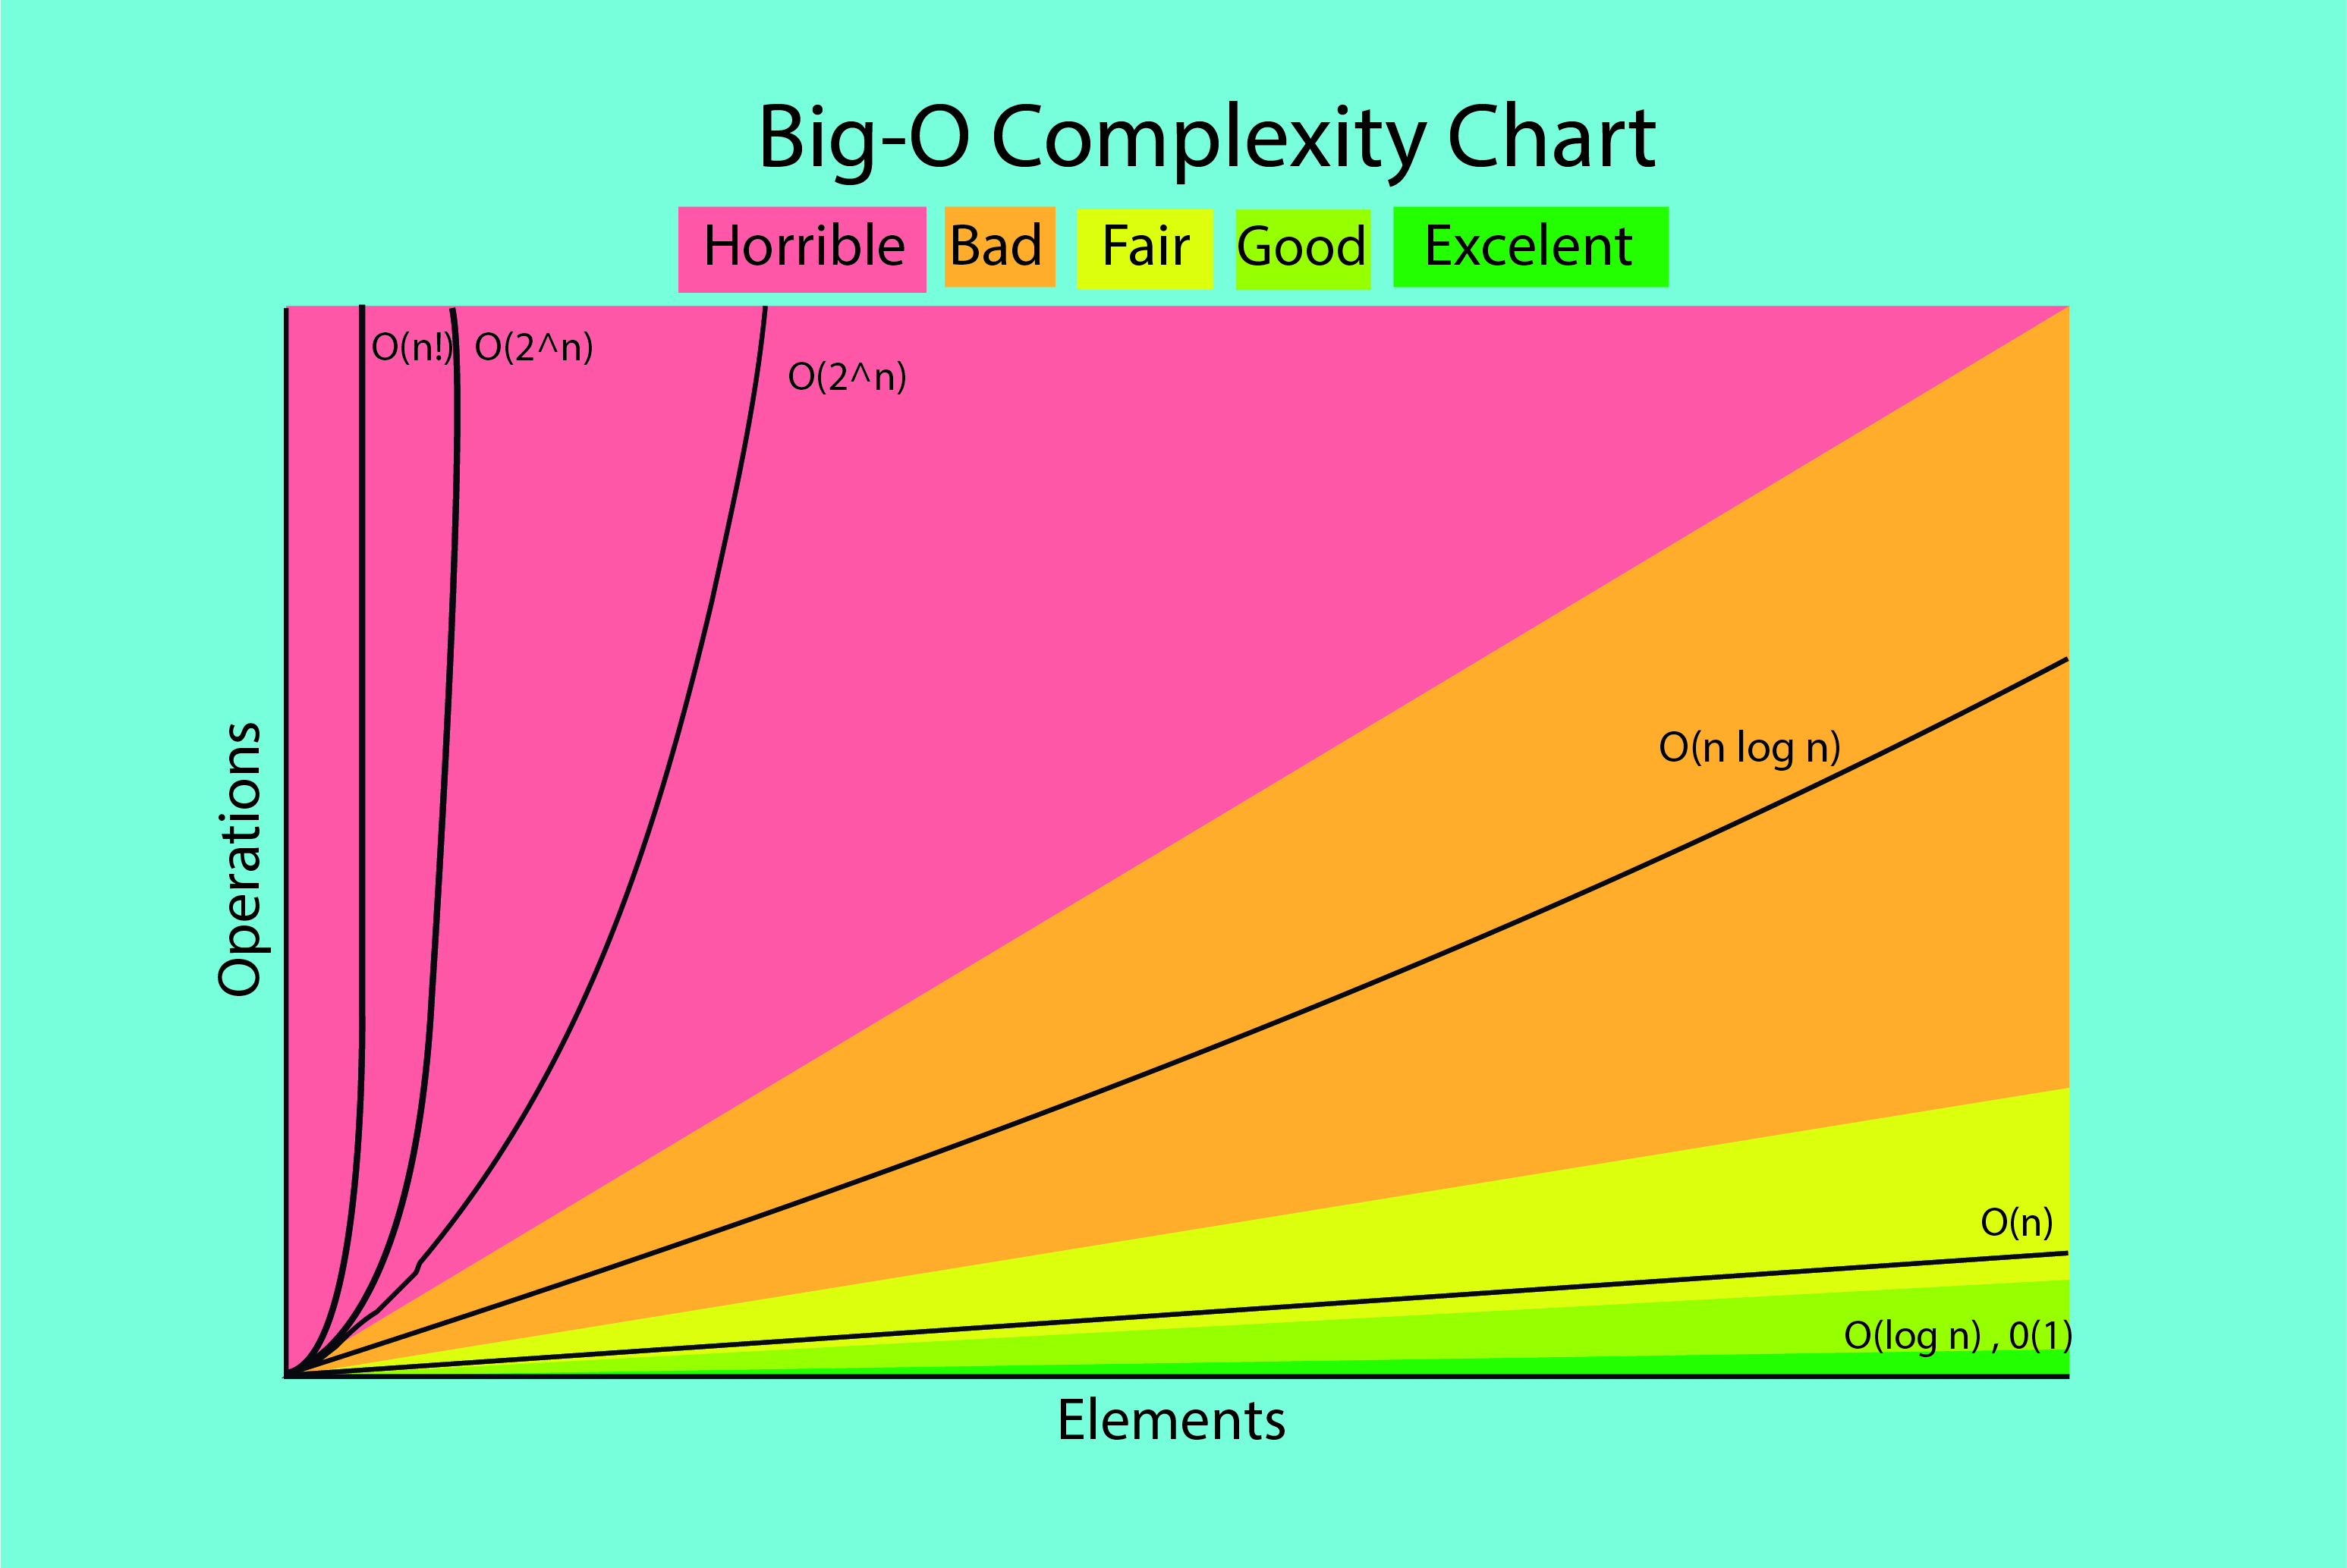 Big-O Complexity Chart
Horrible Bad Fair Good Excelent
O(n!) O(2^n)
O(2^n)
O(n log n)
Operations
O(n)
O(log n) , 0(1)
Elements